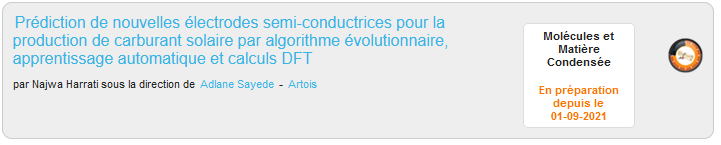 Prédiction de nouvelles électrodes semi-conductrices pour la
production de carburant solaire par algorithme évolutionnaire,
apprentissage automatique et calculs DFT
par Najwa Harrati sous la direction de Adlane Sayede - Artois
Molécules et
Matière
Condensée
En préparation
depuis le
01-09-2021